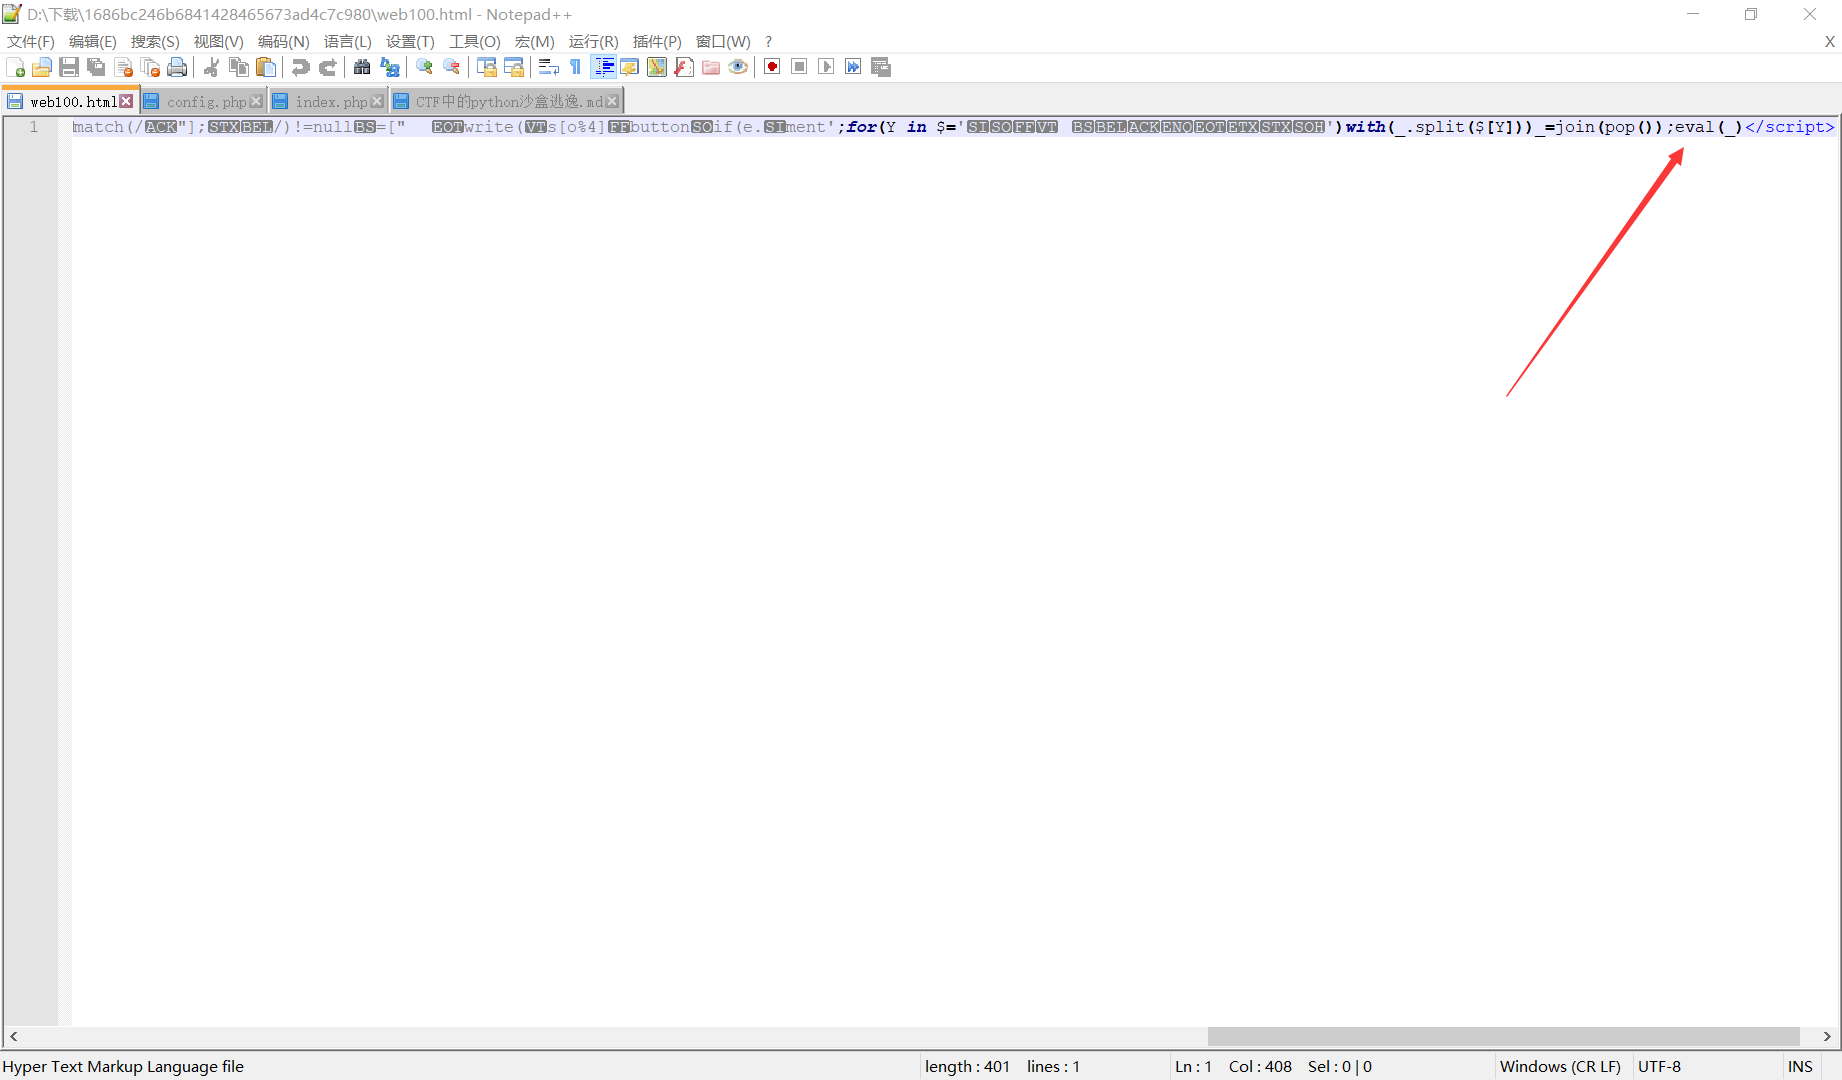 D:\下载\1686bc246b6841428465673ad4c7c980\web100.html - Notepad++
文件(F) 编辑(E) 搜索(S) 视图(V) 编码(N) 语言(L) 设置(T) 工具(O) 宏(M) 运行(R) 插件(P) 窗口(W) ? X
web100.html config.php index.php CTF中的python沙盒逃逸.md
1 match(/ACK"];STXBEL/)!=nullBS=[" EOTwrite(VTs[o%4]FFbuttonSOif(e.SIment';for(Y in $='SISOFFVT BSBELACKENQEOTETXSTXSOH')with(_.split($[Y]))_=join(pop());eval(_)</script>
Hyper Text Markup Language file length : 401 lines : 1 Ln : 1 Col : 408 Sel : 0 | 0 Windows (CR LF) UTF-8 INS